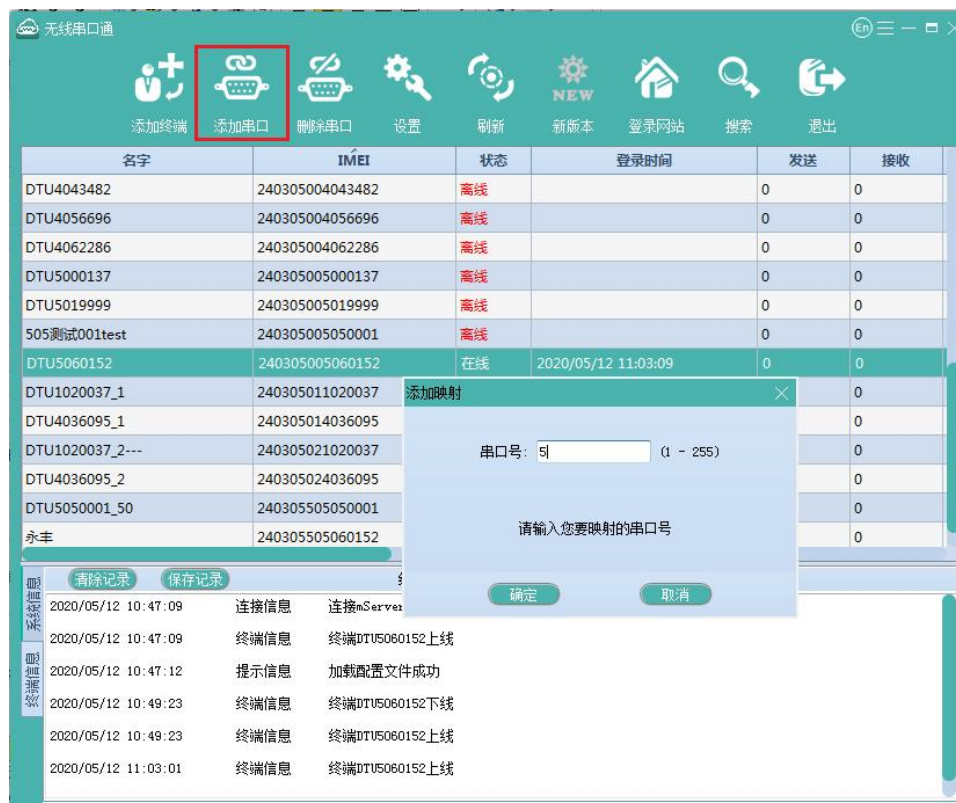 无线串口通 En
添加终端 添加串口 删除串口 设置 刷新 NEW 新版本 登录网站 搜索 退出
名字 IMEI 状态 登录时间 发送 接收
DTU4043482 240305004043482 离线 0 0
DTU4056696 240305004056696 离线 0 0
DTU4062286 240305004062286 离线 0 0
DTU5000137 240305005000137 离线 0 0
DTU5019999 240305005019999 离线 0 0
505测试001test 240305005050001 离线 0 0
DTU5060152 240305005060152 在线 2020/05/12 11:03:09 0 0
DTU1020037_1 240305011020037 0
DTU4036095_1 240305014036095 0
DTU1020037_2--- 240305021020037 0
DTU4036095_2 240305024036095 0
DTU5050001_50 240305505050001 0
永丰 240305505060152 0
添加映射
串口号: 5 (1 - 255)
请输入您要映射的串口号
确定 取消
系统信息
终端信息
清除记录 保存记录
2020/05/12 10:47:09 连接信息 连接mServer
2020/05/12 10:47:09 终端信息 终端DTU5060152上线
2020/05/12 10:47:12 提示信息 加载配置文件成功
2020/05/12 10:49:23 终端信息 终端DTU5060152下线
2020/05/12 10:49:23 终端信息 终端DTU5060152上线
2020/05/12 11:03:01 终端信息 终端DTU5060152上线